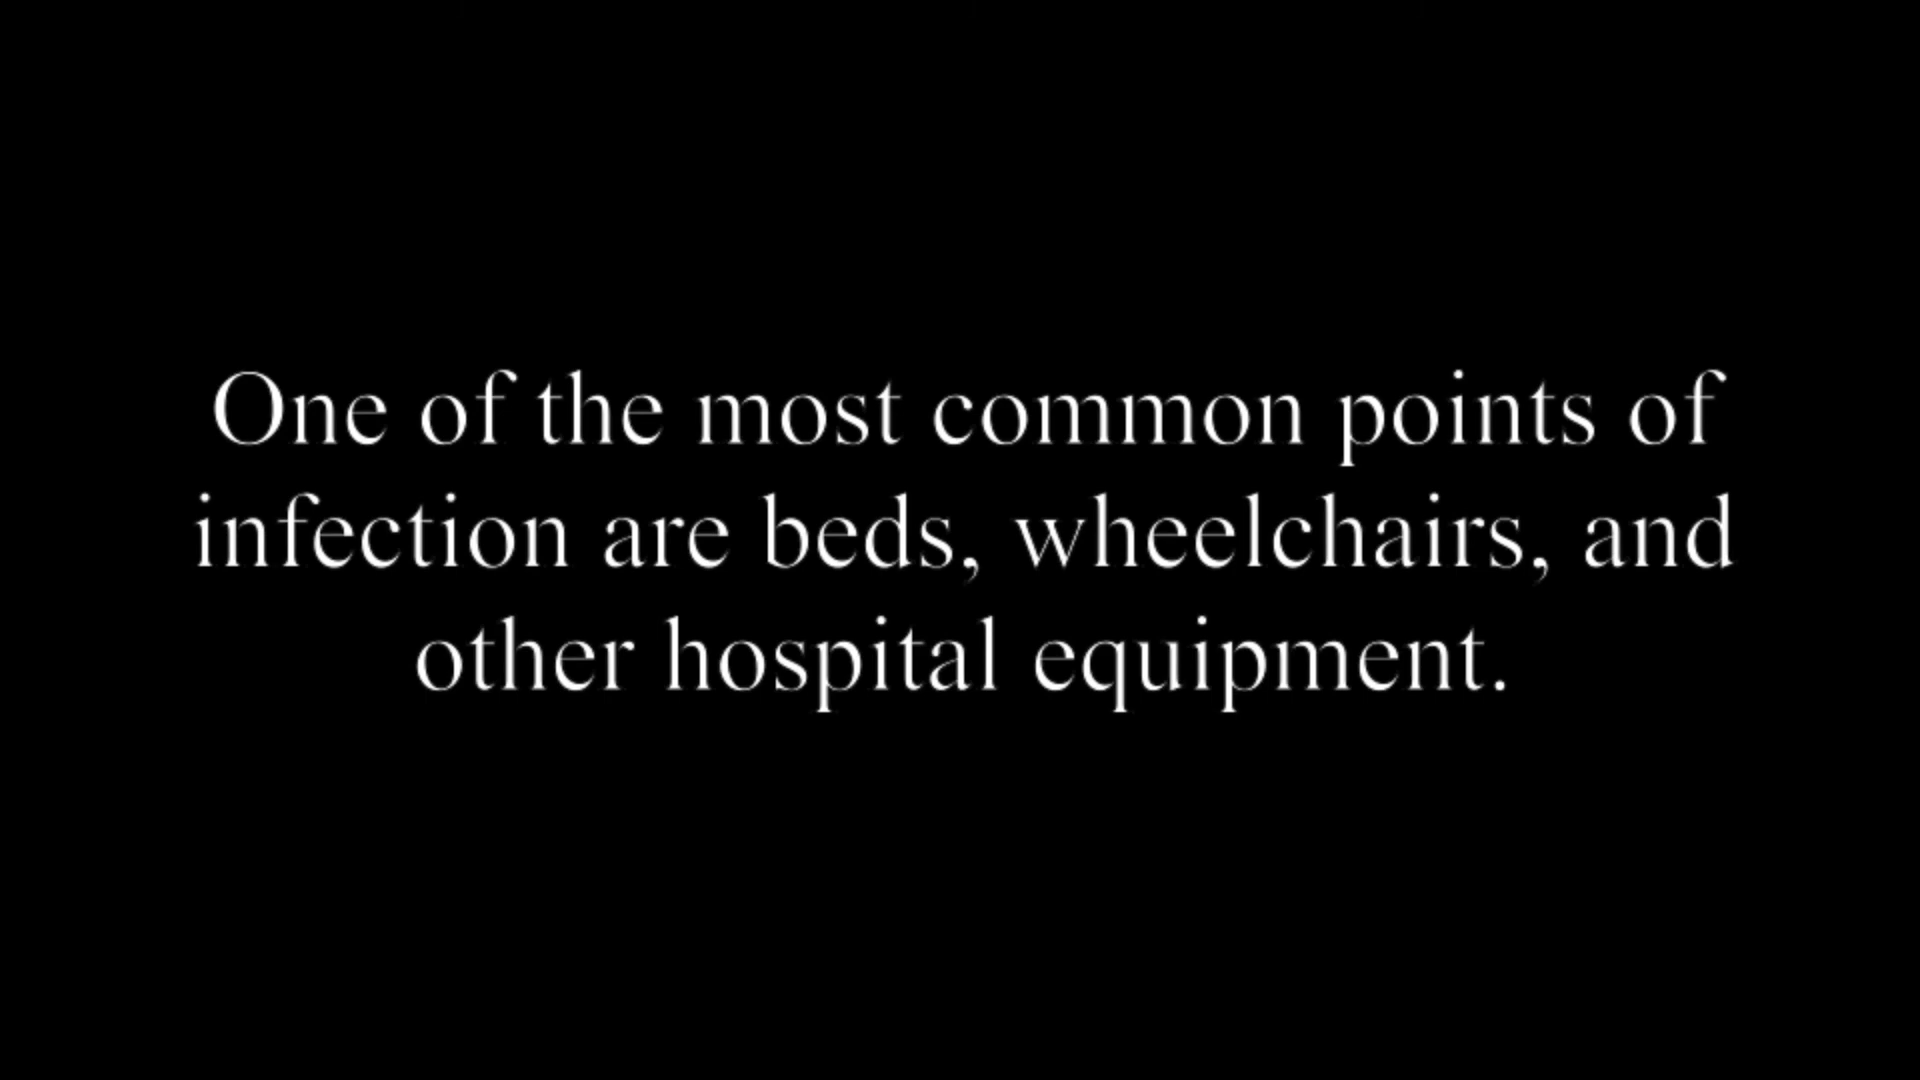 One of the most common points of
infection are beds, wheelchairs, and
other hospital equipment.